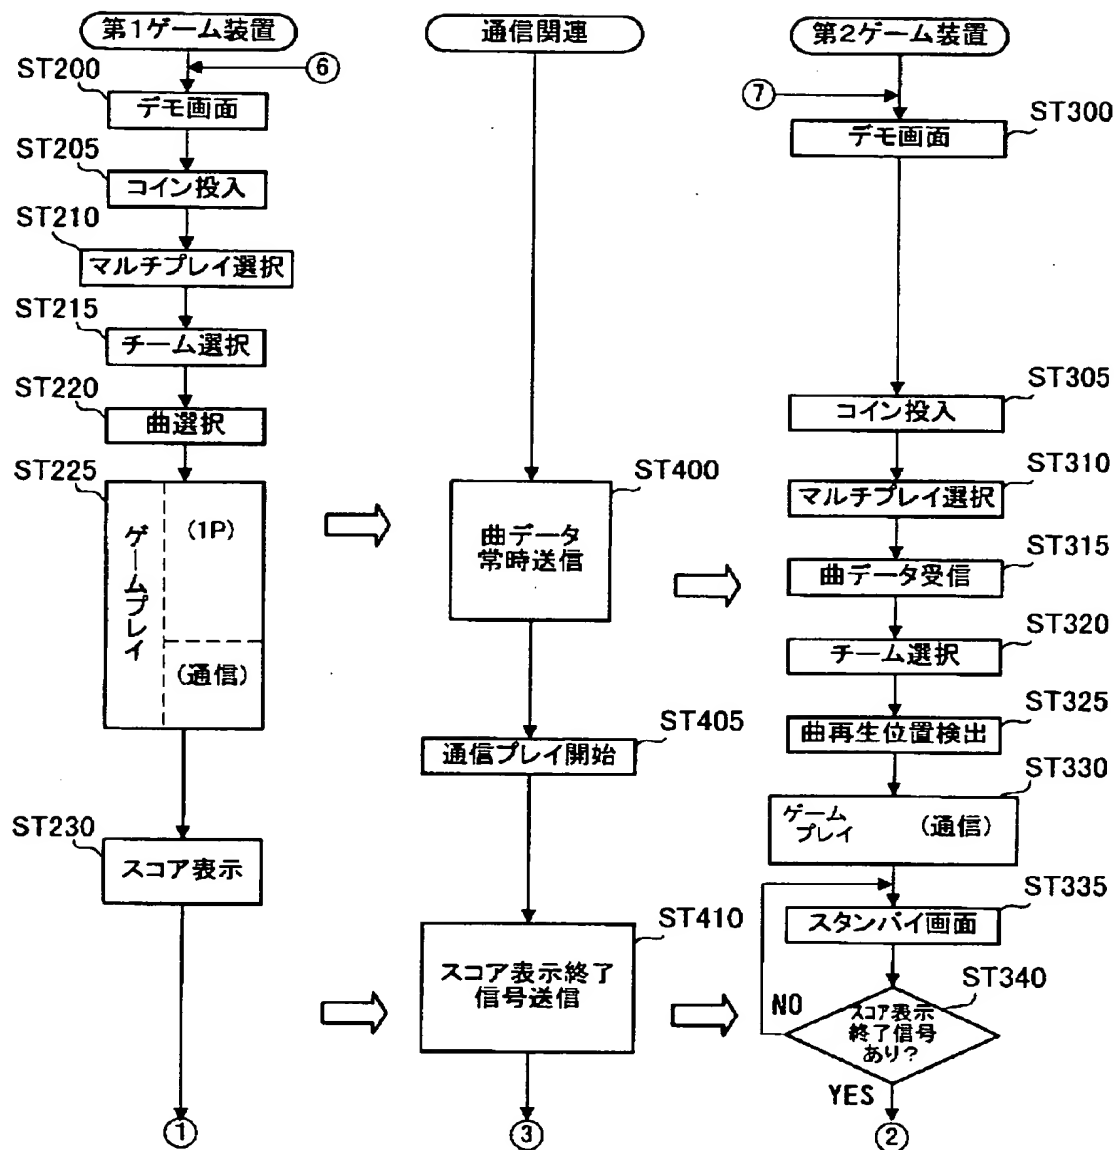 第1ゲーム装置
⑥
ST200
デモ画面
ST205
コイン投入
ST210
マルチプレイ選択
ST215
チーム選択
ST220
曲選択
ST225
ゲームプレイ
(1P)
(通信)
ST230
スコア表示
①
通信関連
ST400
曲データ
常時送信
ST405
通信プレイ開始
ST410
スコア表示終了
信号送信
③
第2ゲーム装置
⑦
ST300
デモ画面
ST305
コイン投入
ST310
マルチプレイ選択
ST315
曲データ受信
ST320
チーム選択
ST325
曲再生位置検出
ST330
ゲーム
プレイ
(通信)
ST335
スタンバイ画面
ST340
NO
スコア表示
終了信号
あり?
YES
②